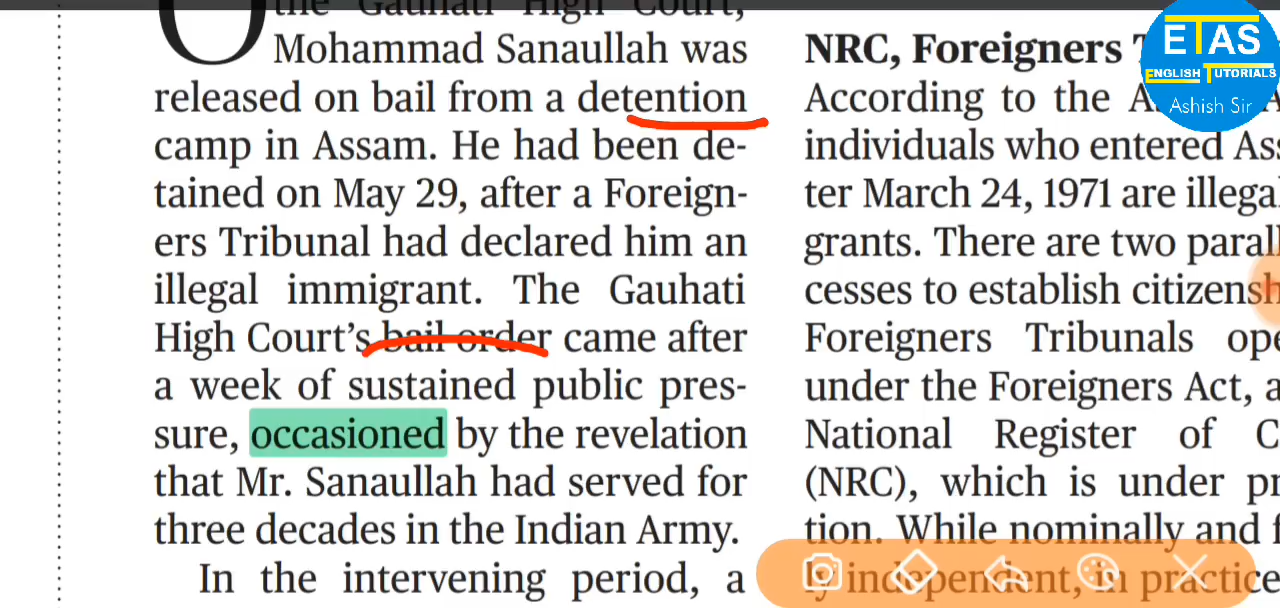 the Gauhati High Court,
Mohammad Sanaullah was
released on bail from a detention
camp in Assam. He had been de-
tained on May 29, after a Foreign-
ers Tribunal had declared him an
illegal immigrant. The Gauhati
High Court's bail order came after
a week of sustained public pres-
sure, occasioned by the revelation
that Mr. Sanaullah had served for
three decades in the Indian Army.
In the intervening period, a
NRC, Foreigners T
According to the A
individuals who entered Ass
ter March 24, 1971 are illegal
grants. There are two parall
cesses to establish citizensh
Foreigners Tribunals ope
under the Foreigners Act, a
National Register of C
(NRC), which is under pr
tion. While nominally and f
ly independent, in practice
ETAS
ENGLISH TUTORIALS
Ashish Sir